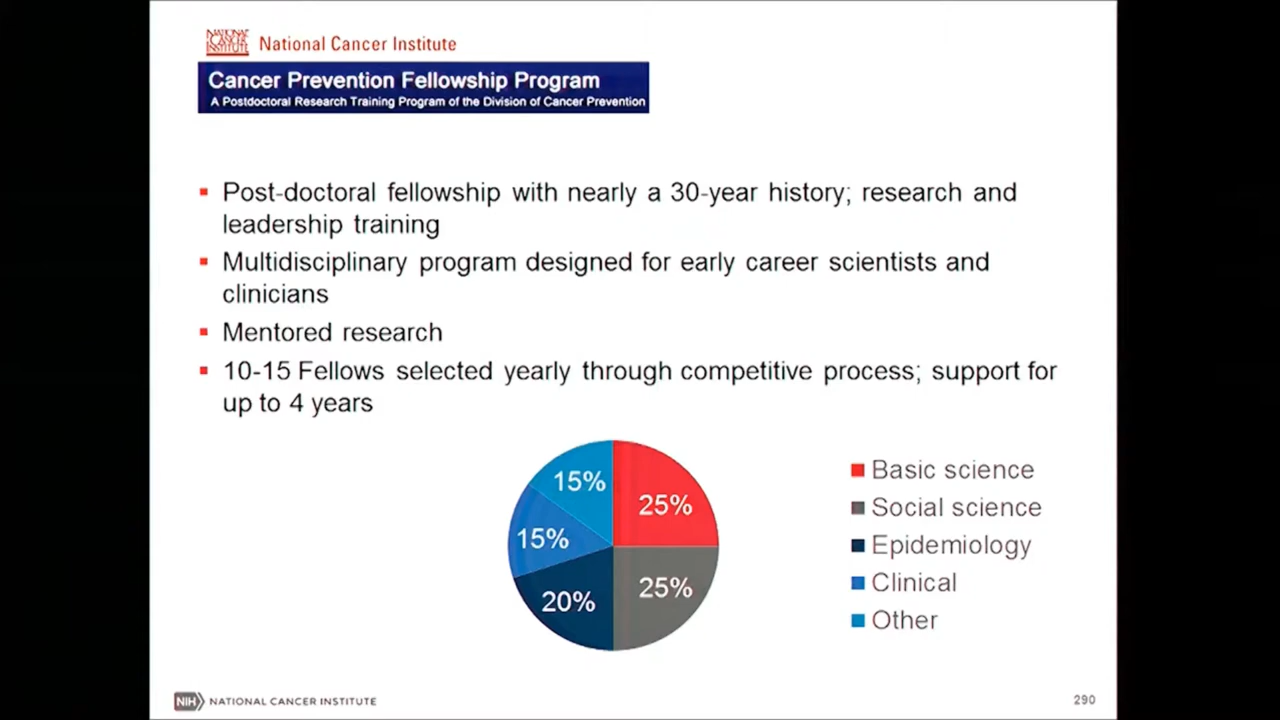 NATIONAL CANCER INSTITUTE
National Cancer Institute
Cancer Prevention Fellowship Program
A Postdoctoral Research Training Program of the Division of Cancer Prevention
Post-doctoral fellowship with nearly a 30-year history; research and
leadership training
Multidisciplinary program designed for early career scientists and
clinicians
Mentored research
10-15 Fellows selected yearly through competitive process; support for
up to 4 years
15%
25%
15%
20%
25%
Basic science
Social science
Epidemiology
Clinical
Other
NIH NATIONAL CANCER INSTITUTE
290